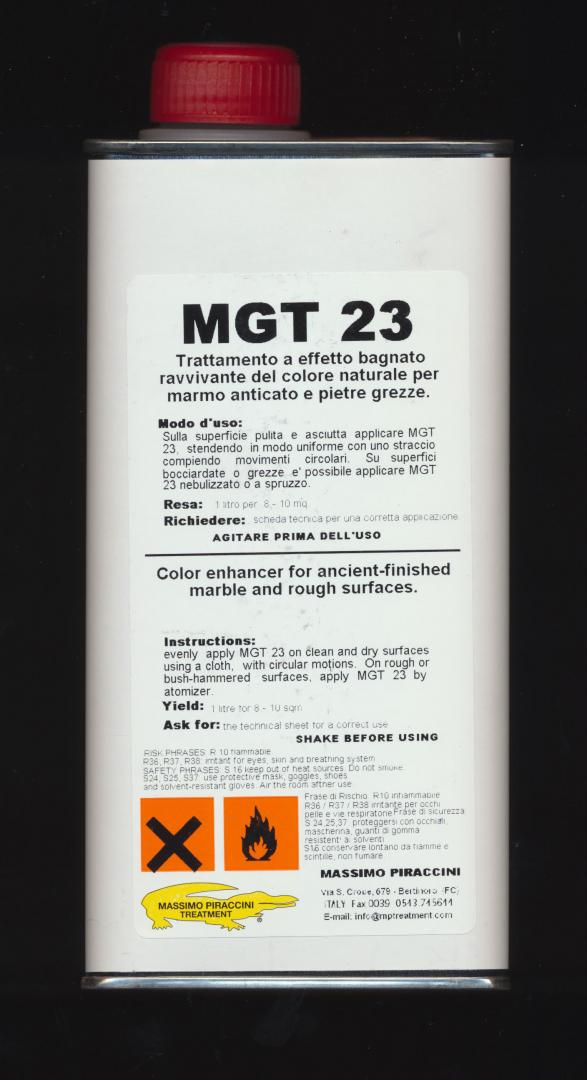 MGT 23
Trattamento a effetto bagnato
ravvivante del colore naturale per
marmo anticato e pietre grezze.
Modo d'uso:
Sulla superficie pulita e asciutta applicare MGT
23, stendendo in modo uniforme con uno straccio
compiendo movimenti circolari. Su superfici
bocciardate o grezze e' possibile applicare MGT
23 nebulizzato o a spruzzo.
Resa: 1 litro per 8 - 10 mq
Richiedere: scheda tecnica per una corretta applicazione
AGITARE PRIMA DELL'USO
Color enhancer for ancient-finished
marble and rough surfaces.
Instructions:
evenly apply MGT 23 on clean and dry surfaces
using a cloth, with circular motions. On rough or
bush-hammered surfaces, apply MGT 23 by
atomizer.
Yield: 1 litre for 8 - 10 sqm
Ask for: the technical sheet for a correct use
SHAKE BEFORE USING
RISK PHRASES: R 10 flammable
R36, R37, R38: irritant for eyes, skin and breathing system
SAFETY PHRASES: S 16 keep out of heat sources. Do not smoke
S24, S25, S37: use protective mask, goggles, shoes
and solvent-resistant gloves. Air the room afther use
Frase di Rischio: R10 infiammabile
R36 / R37 / R38 irritante per occhi
pelle e vie respiratorie Frase di sicurezza
S 24,25,37: proteggersi con occhiali,
mascherina, guanti di gomma
resistenti ai solventi
S16 conservare lontano da fiamme e
scintille, non fumare
MASSIMO PIRACCINI
Via S. Croce, 679 - Bertinoro (FC)
ITALY Fax 0039 0543.745644
E-mail: info@mptreatment.com
MASSIMO PIRACCINI
TREATMENT
®